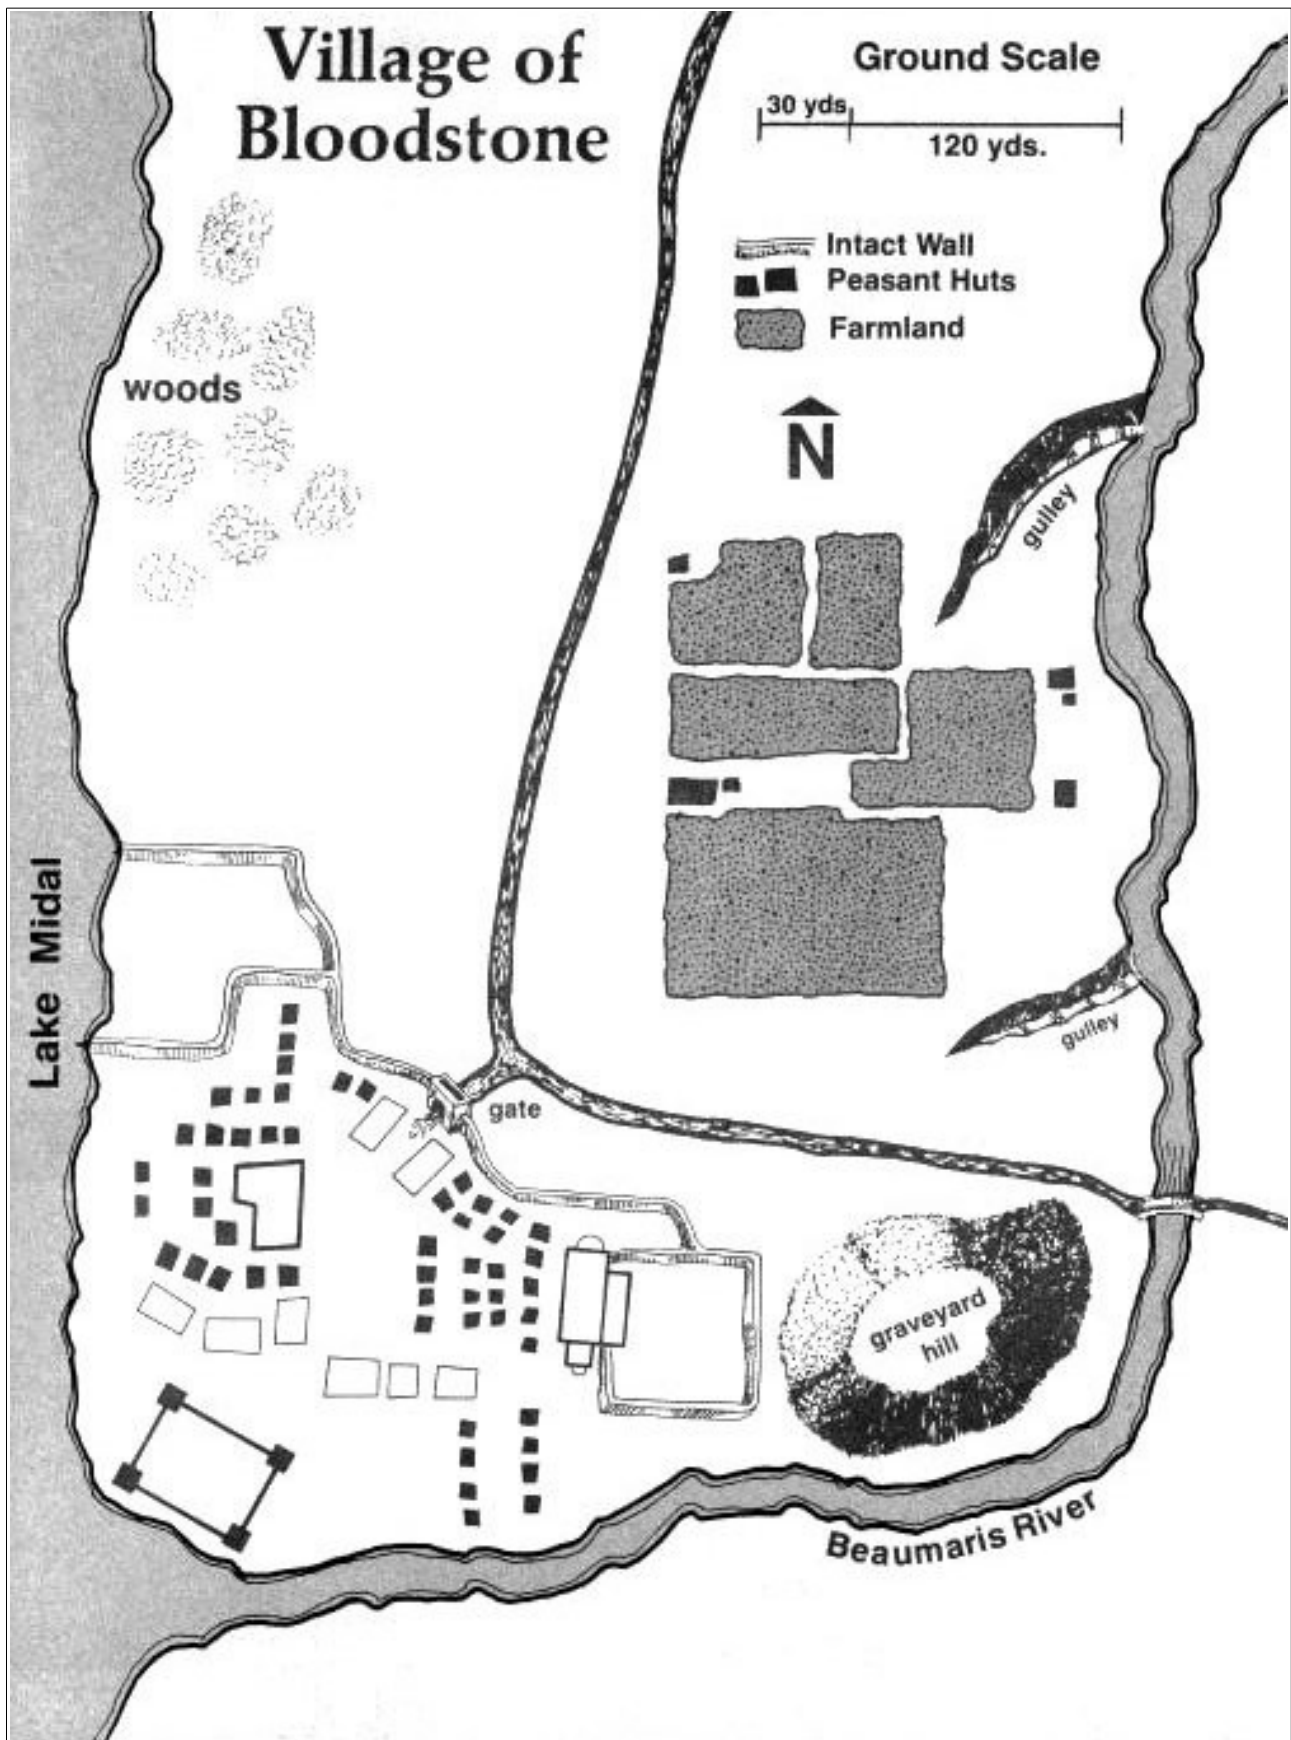 Village of
Bloodstone
Ground Scale
30 yds
120 yds.
Intact Wall
Peasant Huts
Farmland
N
woods
gulley
Lake Midal
gulley
gate
graveyard
hill
Beaumaris River